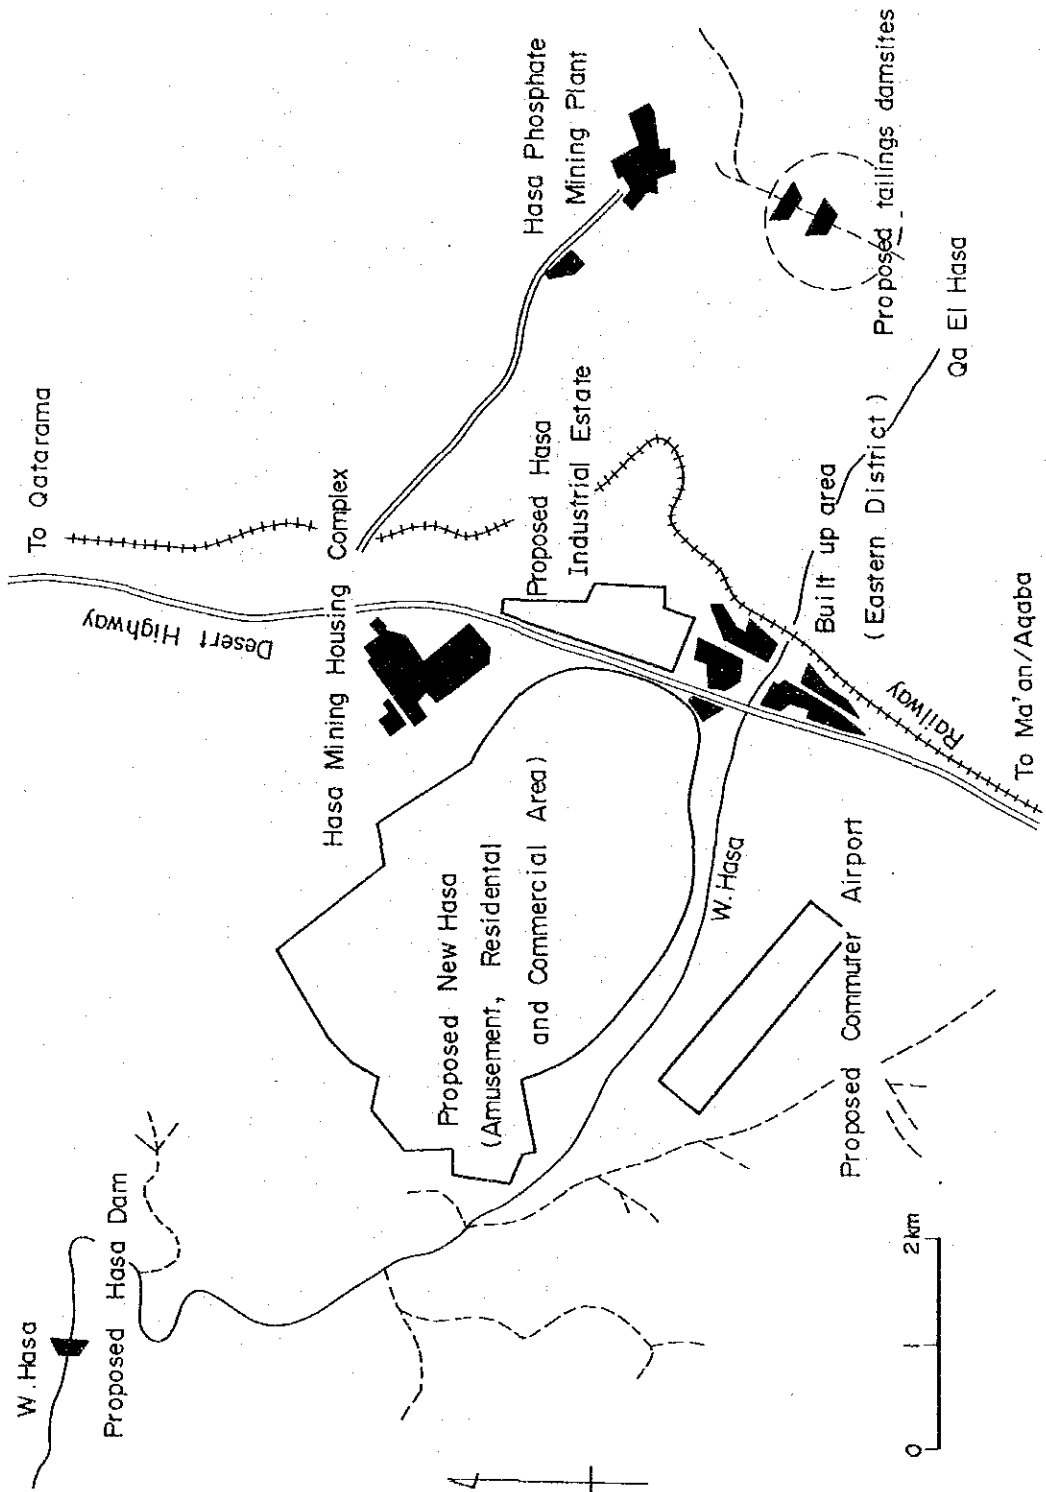 W. Hasa
Proposed Hasa Dam
To Qatarama
Desert Highway
Hasa Mining Housing Complex
Hasa Phosphate
Mining Plant
Proposed Hasa
Industrial Estate
Proposed New Hasa
(Amusement, Residental
and Commercial Area)
W. Hasa
Proposed Commuter Airport
Built up area
(Eastern District)
Railway
To Ma'an/Aqaba
Qa El Hasa
Proposed tailings damsites
0 1 2km